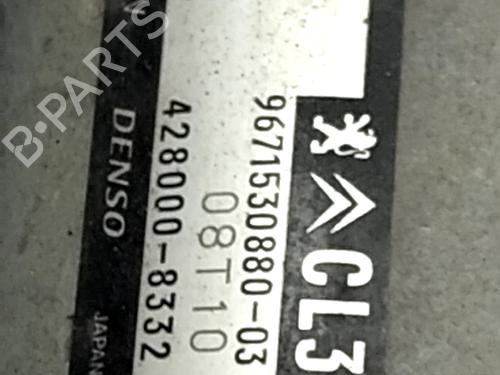 CL3
9671530880-03
08T10
428000-8332
V
DENSO
JAPAN
B-PARTS